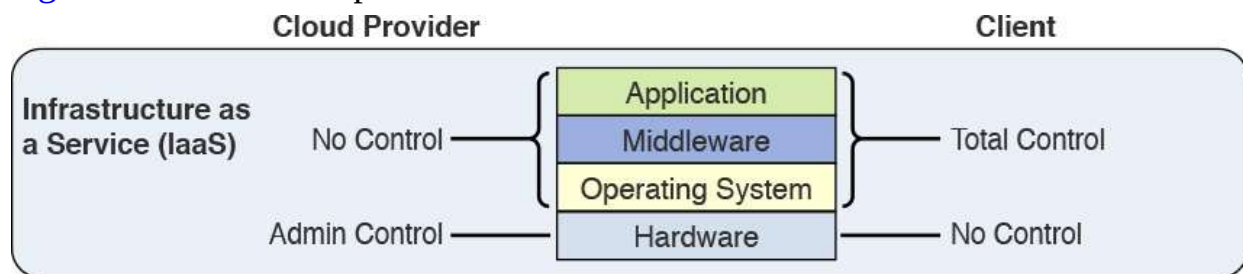 Cloud Provider Client
Infrastructure as
a Service (IaaS)
No Control
Application
Middleware
Operating System
Total Control
Admin Control
Hardware
No Control